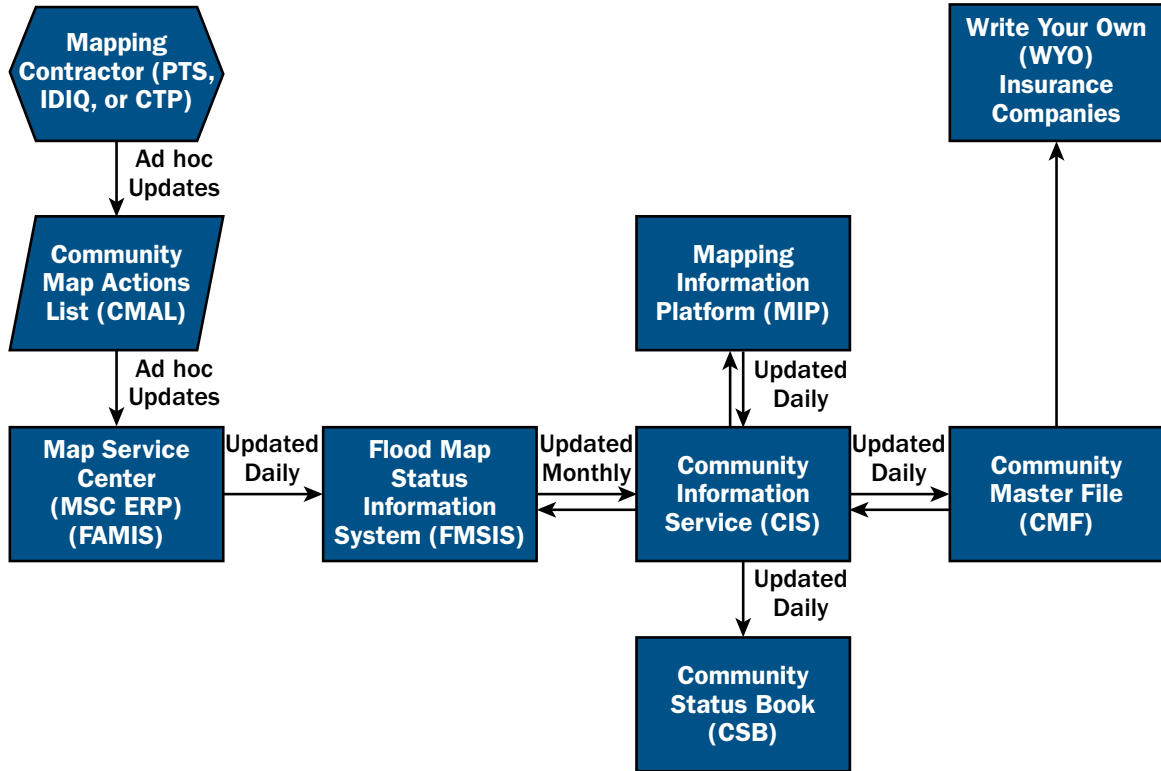 Mapping
Contractor (PTS,
IDIQ, or CTP)
Write Your Own
(WYO)
Insurance
Companies
Ad hoc
Updates
Community
Map Actions
List (CMAL)
Mapping
Information
Platform (MIP)
Ad hoc
Updates
Updated
Daily
Map Service
Center
(MSC ERP)
(FAMIS)
Updated
Daily
Flood Map
Status
Information
System (FMSIS)
Updated
Monthly
Community
Information
Service (CIS)
Updated
Daily
Community
Master File
(CMF)
Updated
Daily
Community
Status Book
(CSB)